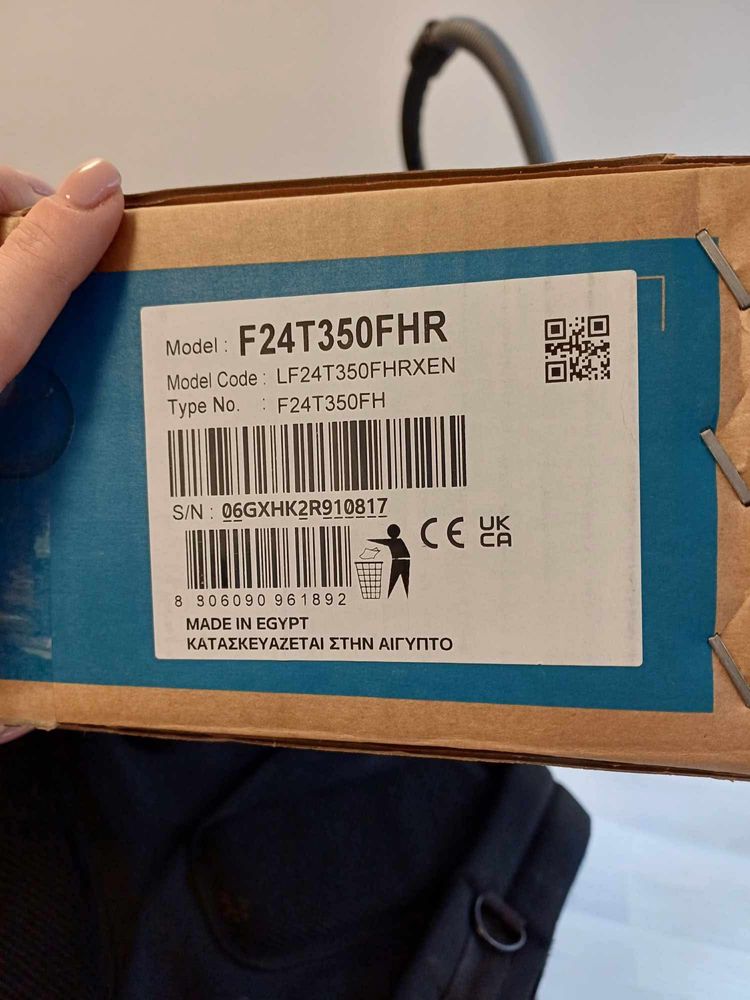 Model : F24T350FHR
Model Code : LF24T350FHRXEN
Type No. : F24T350FH
S/N : 06GXHK2R910817
CE UK CA
8 806090 961892
MADE IN EGYPT
ΚΑΤΑΣΚΕΥΑΖΕΤΑΙ ΣΤΗΝ ΑΙΓΥΠΤΟ